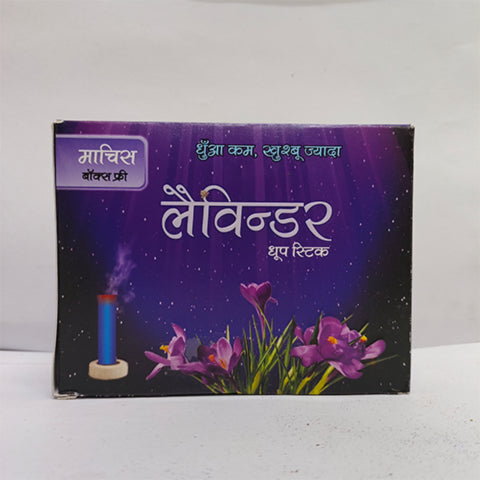 धुँआ कम, खुश्बू ज्यादा
माचिस
बॉक्स फ्री
लैविन्डर
धूप स्टिक